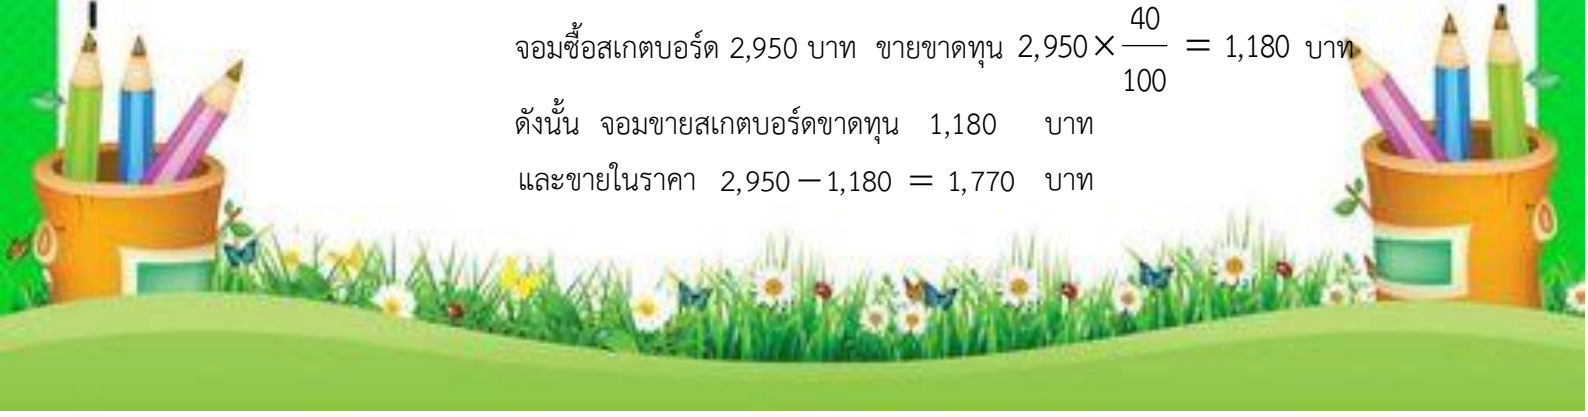 จอมซื้อสเกตบอร์ด 2,950 บาท ขายขาดทุน 2,950 × 40/100 = 1,180 บาท
ดังนั้น จอมขายสเกตบอร์ดขาดทุน 1,180 บาท
และขายในราคา 2,950 – 1,180 = 1,770 บาท